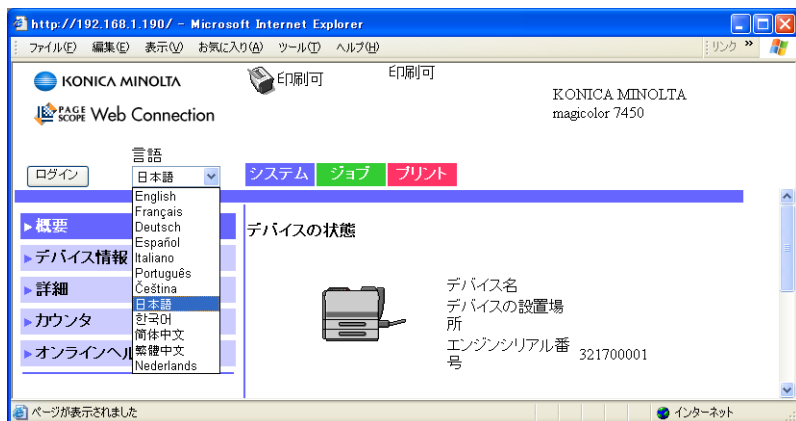 http://192.168.1.190/ - Microsoft Internet Explorer
ファイル(F) 編集(E) 表示(V) お気に入り(A) ツール(T) ヘルプ(H) リンク »
KONICA MINOLTA
印刷可
印刷可
KONICA MINOLTA
magicolor 7450
PAGE SCOPE Web Connection
言語
ログイン
日本語
システム
ジョブ
プリント
English
Français
Deutsch
Español
Italiano
Português
Čeština
日本語
한국어
简体中文
繁體中文
Nederlands
概要
デバイス情報
詳細
カウンタ
オンラインヘル
デバイスの状態
デバイス名
デバイスの設置場
所
エンジンシリアル番
号
321700001
ページが表示されました
インターネット